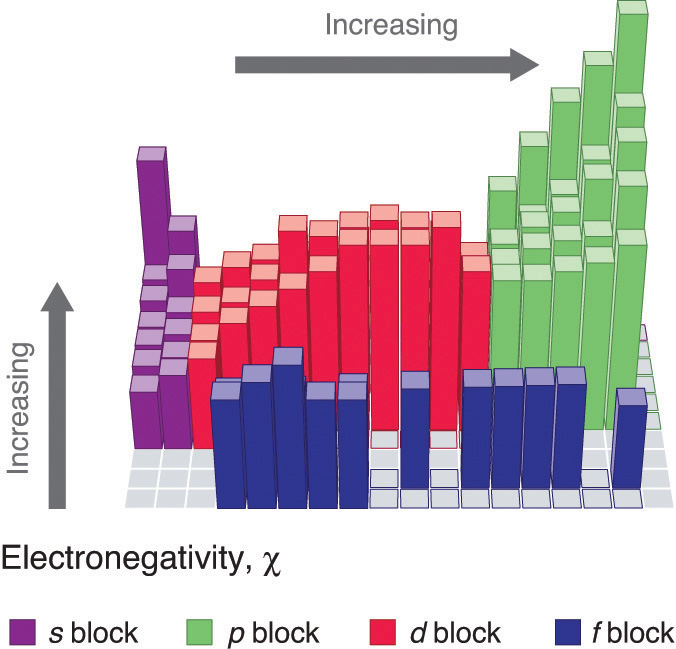 Increasing
Increasing
Electronegativity, χ
s block
p block
d block
f block